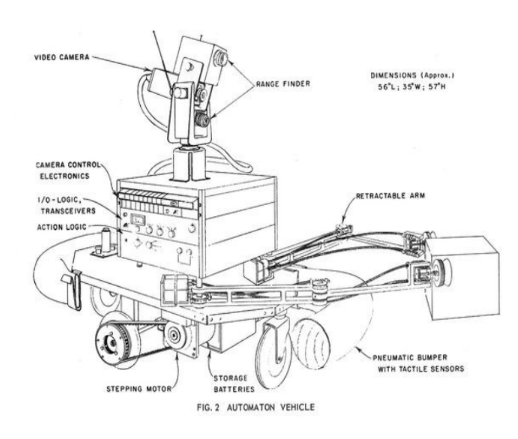 VIDEO CAMERA
RANGE FINDER
DIMENSIONS (Approx.)
56"L; 35"W; 57"H
CAMERA CONTROL
ELECTRONICS
I/O-LOGIC,
TRANSCEIVERS
ACTION LOGIC
RETRACTABLE ARM
PNEUMATIC BUMPER
WITH TACTILE SENSORS
STORAGE
BATTERIES
STEPPING MOTOR
FIG. 2 AUTOMATON VEHICLE